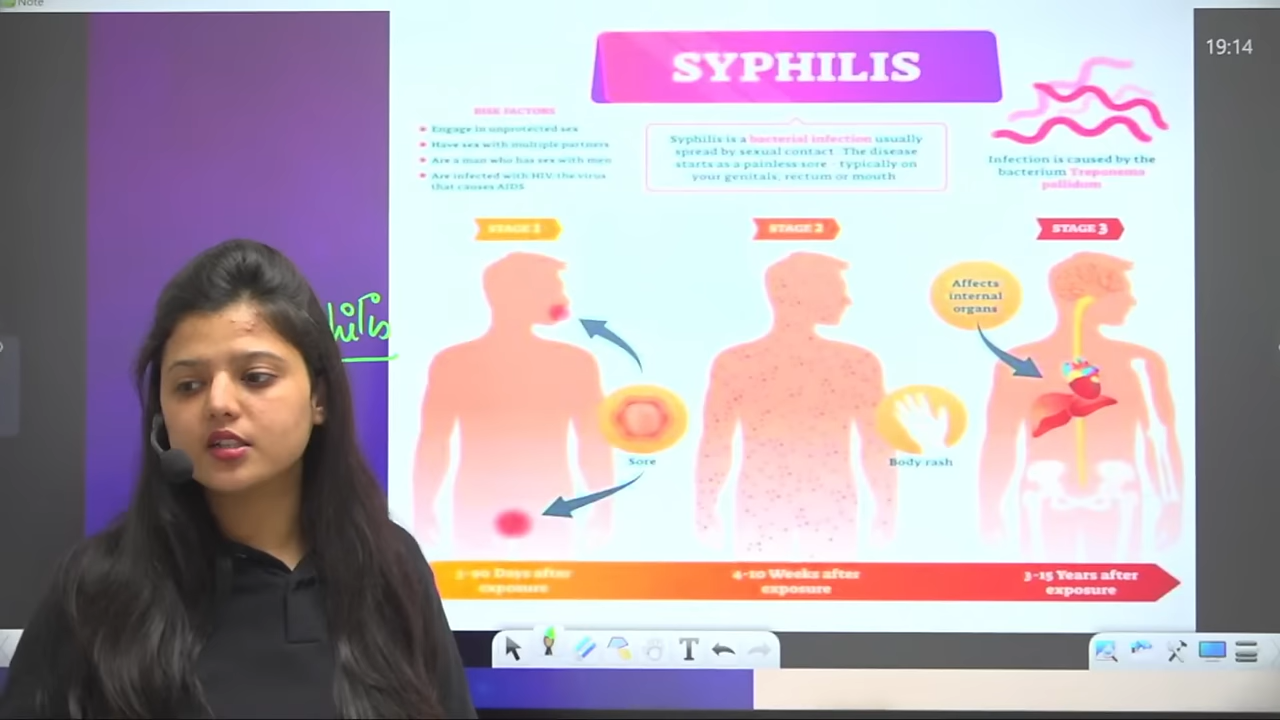 Note
19:14
SYPHILIS
RISK FACTORS
Engage in unprotected sex
Have sex with multiple partners
Are a man who has sex with men
Are infected with HIV, the virus
that causes AIDS
Syphilis is a bacterial infection usually
spread by sexual contact. The disease
starts as a painless sore - typically on
your genitals, rectum or mouth
Infection is caused by the
bacterium Treponema
pallidum
STAGE 1
STAGE 2
STAGE 3
Affects
internal
organs
Sore
Body rash
Days after
exposure
4-10 Weeks after
exposure
3-15 Years after
exposure
T